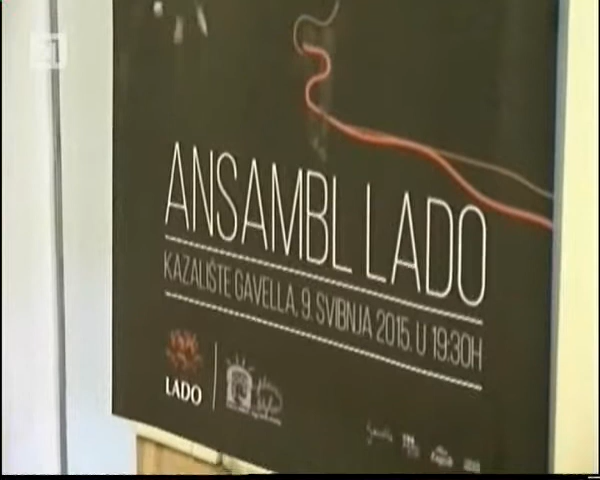 ANSAMBL LADO
KAZALIŠTE GAVELLA, 9. SVIBNJA 2015. U 19:30H
LADO